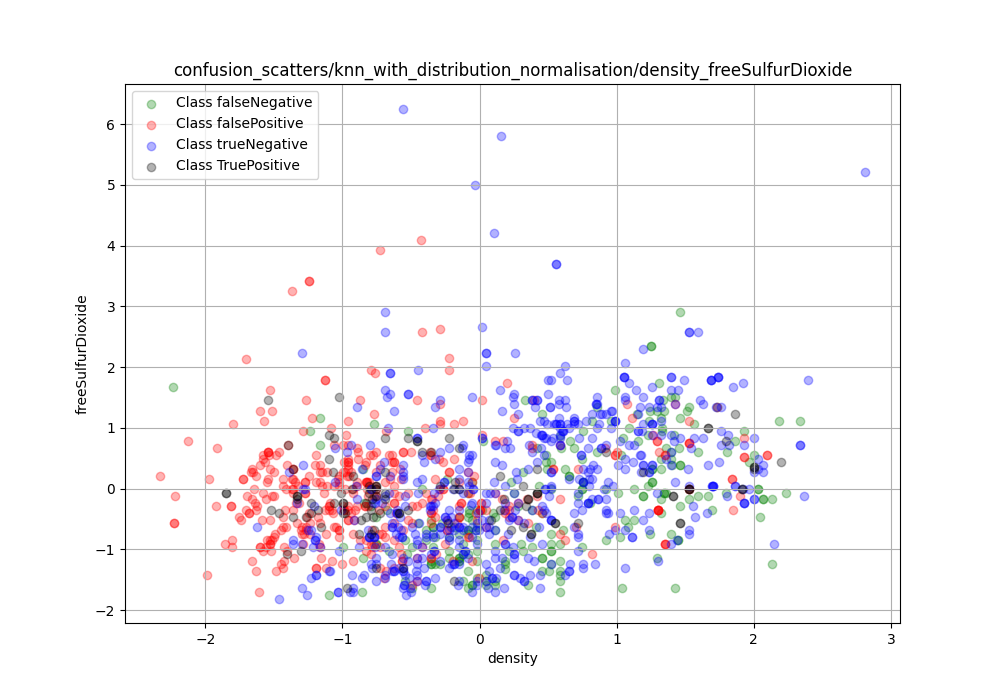 confusion_scatters/knn_with_distribution_normalisation/density_freeSulfurDioxide
Class falseNegative
Class falsePositive
Class trueNegative
Class TruePositive
6
5
4
3
2
1
0
−1
−2
freeSulfurDioxide
−2
−1
0
1
2
3
density